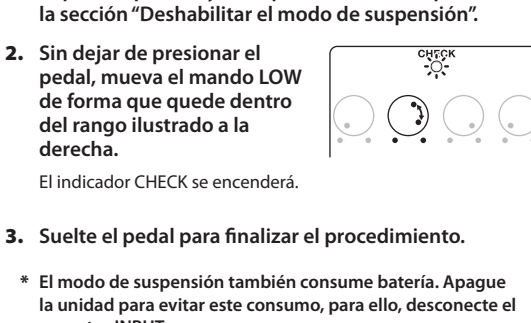 la sección “Deshabilitar el modo de suspensión”.
2. Sin dejar de presionar el
pedal, mueva el mando LOW
de forma que quede dentro
del rango ilustrado a la
derecha.
CHECK
El indicador CHECK se encenderá.
3. Suelte el pedal para finalizar el procedimiento.
* El modo de suspensión también consume batería. Apague
la unidad para evitar este consumo, para ello, desconecte el